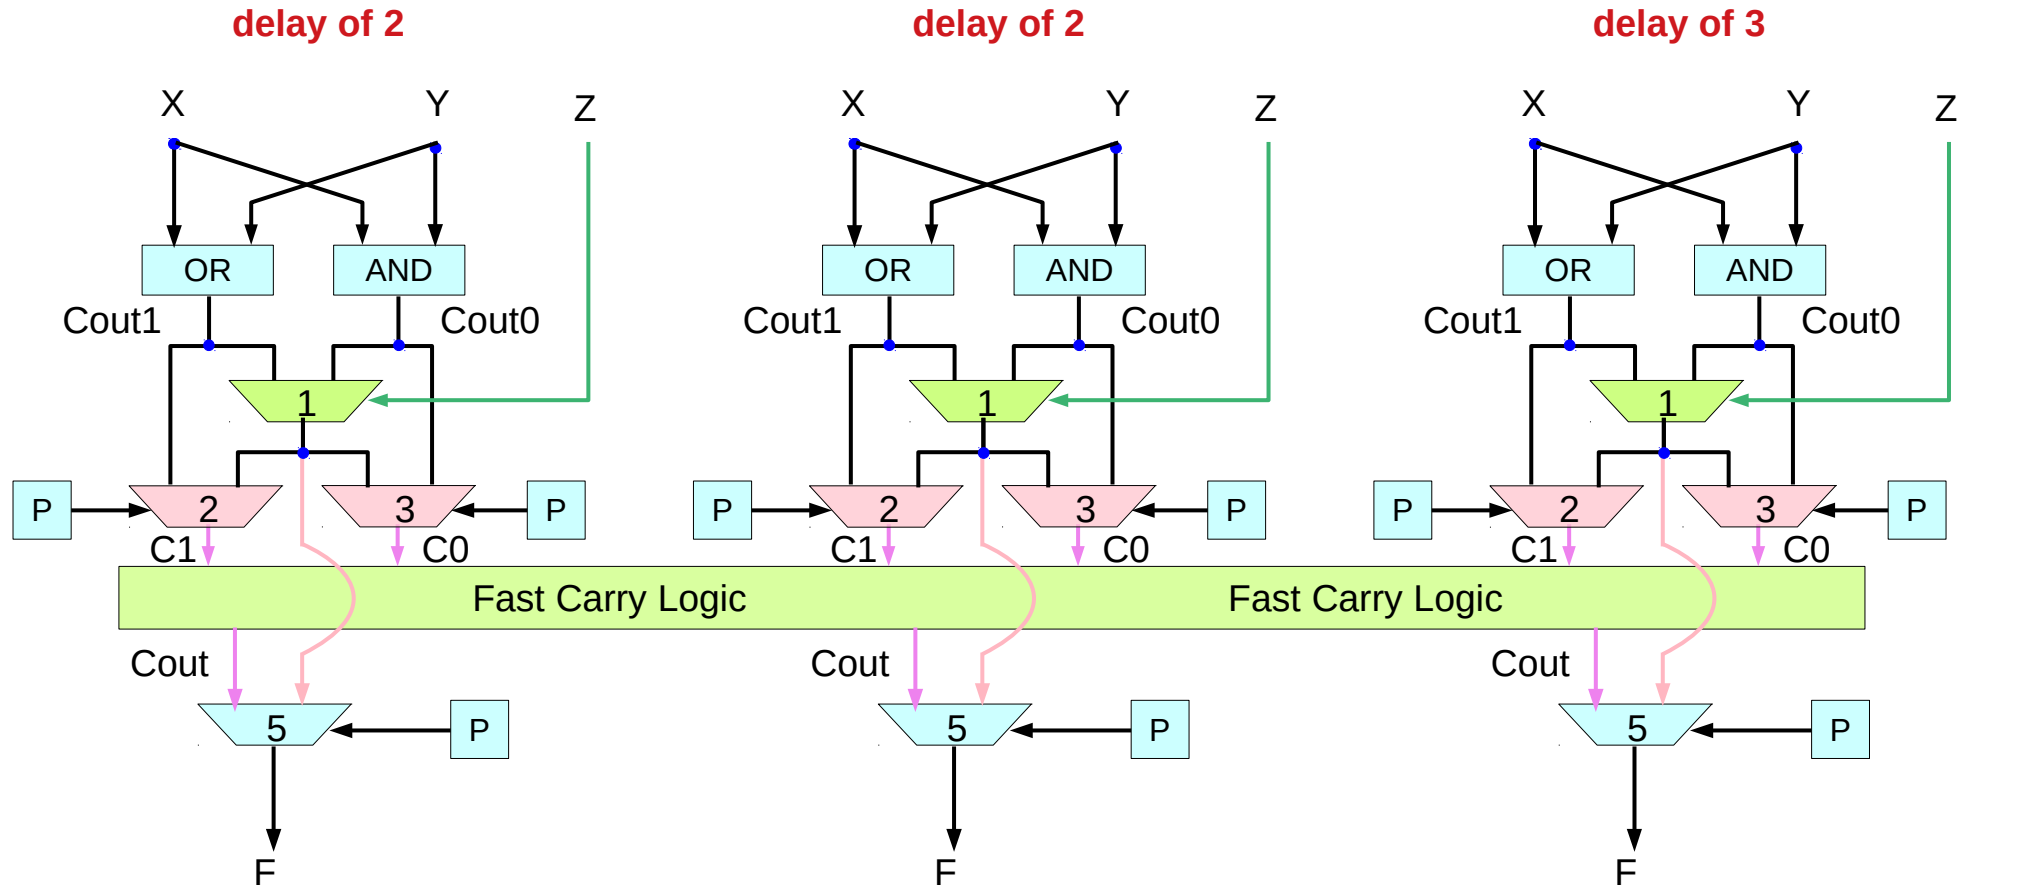 delay of 2 delay of 2 delay of 3
X Y Z X Y Z X Y Z
OR AND OR AND OR AND
Cout1 Cout0 Cout1 Cout0 Cout1 Cout0
1 1 1
P 2 3 P P 2 3 P P 2 3 P
C1 C0 C1 C0 C1 C0
Fast Carry Logic Fast Carry Logic
Cout Cout Cout
5 P 5 P 5 P
F F F